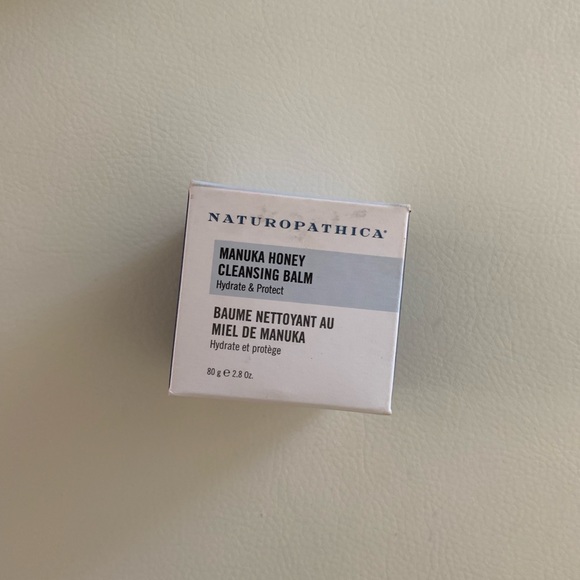 NATUROPATHICA®
MANUKA HONEY
CLEANSING BALM
Hydrate & Protect
BAUME NETTOYANT AU
MIEL DE MANUKA
Hydrate et protège
80 g ℮ 2.8 Oz.